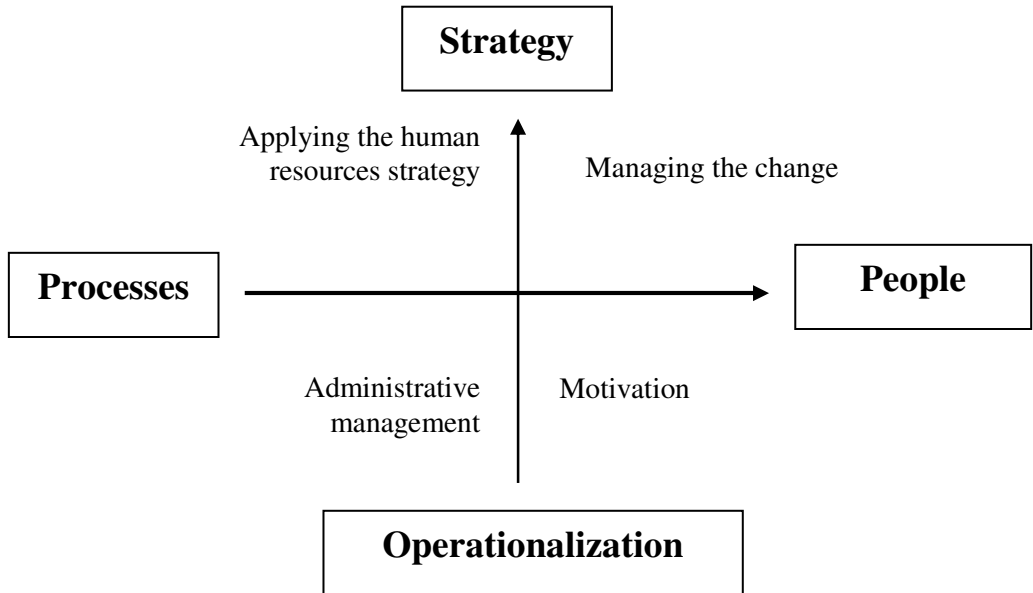 Strategy
Applying the human
resources strategy
Managing the change
Processes
People
Administrative
management
Motivation
Operationalization